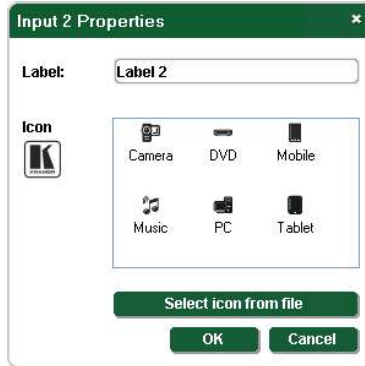 Input 2 Properties ×
Label: Label 2
Icon
KRAMER
Camera DVD Mobile
Music PC Tablet
Select icon from file
OK Cancel